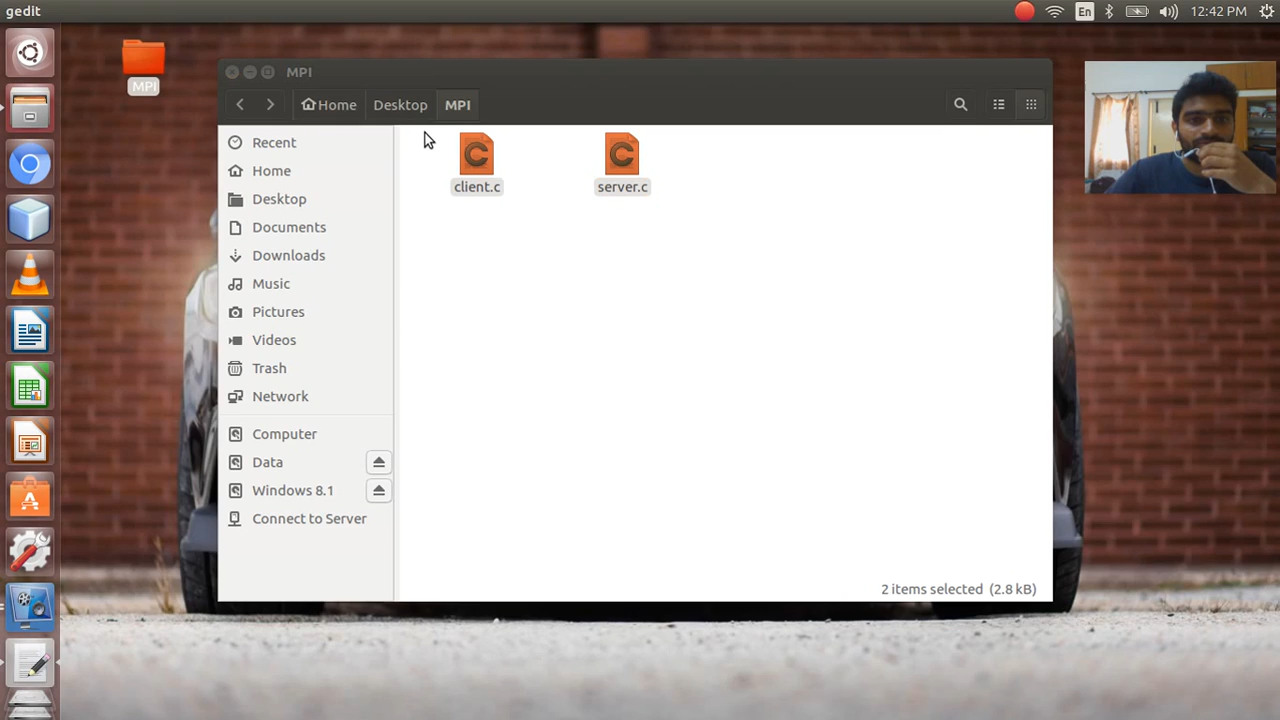 gedit
En
12:42 PM
MPI
MPI
Home
Desktop
MPI
Recent
Home
Desktop
Documents
Downloads
Music
Pictures
Videos
Trash
Network
Computer
Data
Windows 8.1
Connect to Server
client.c
server.c
2 items selected (2.8 kB)